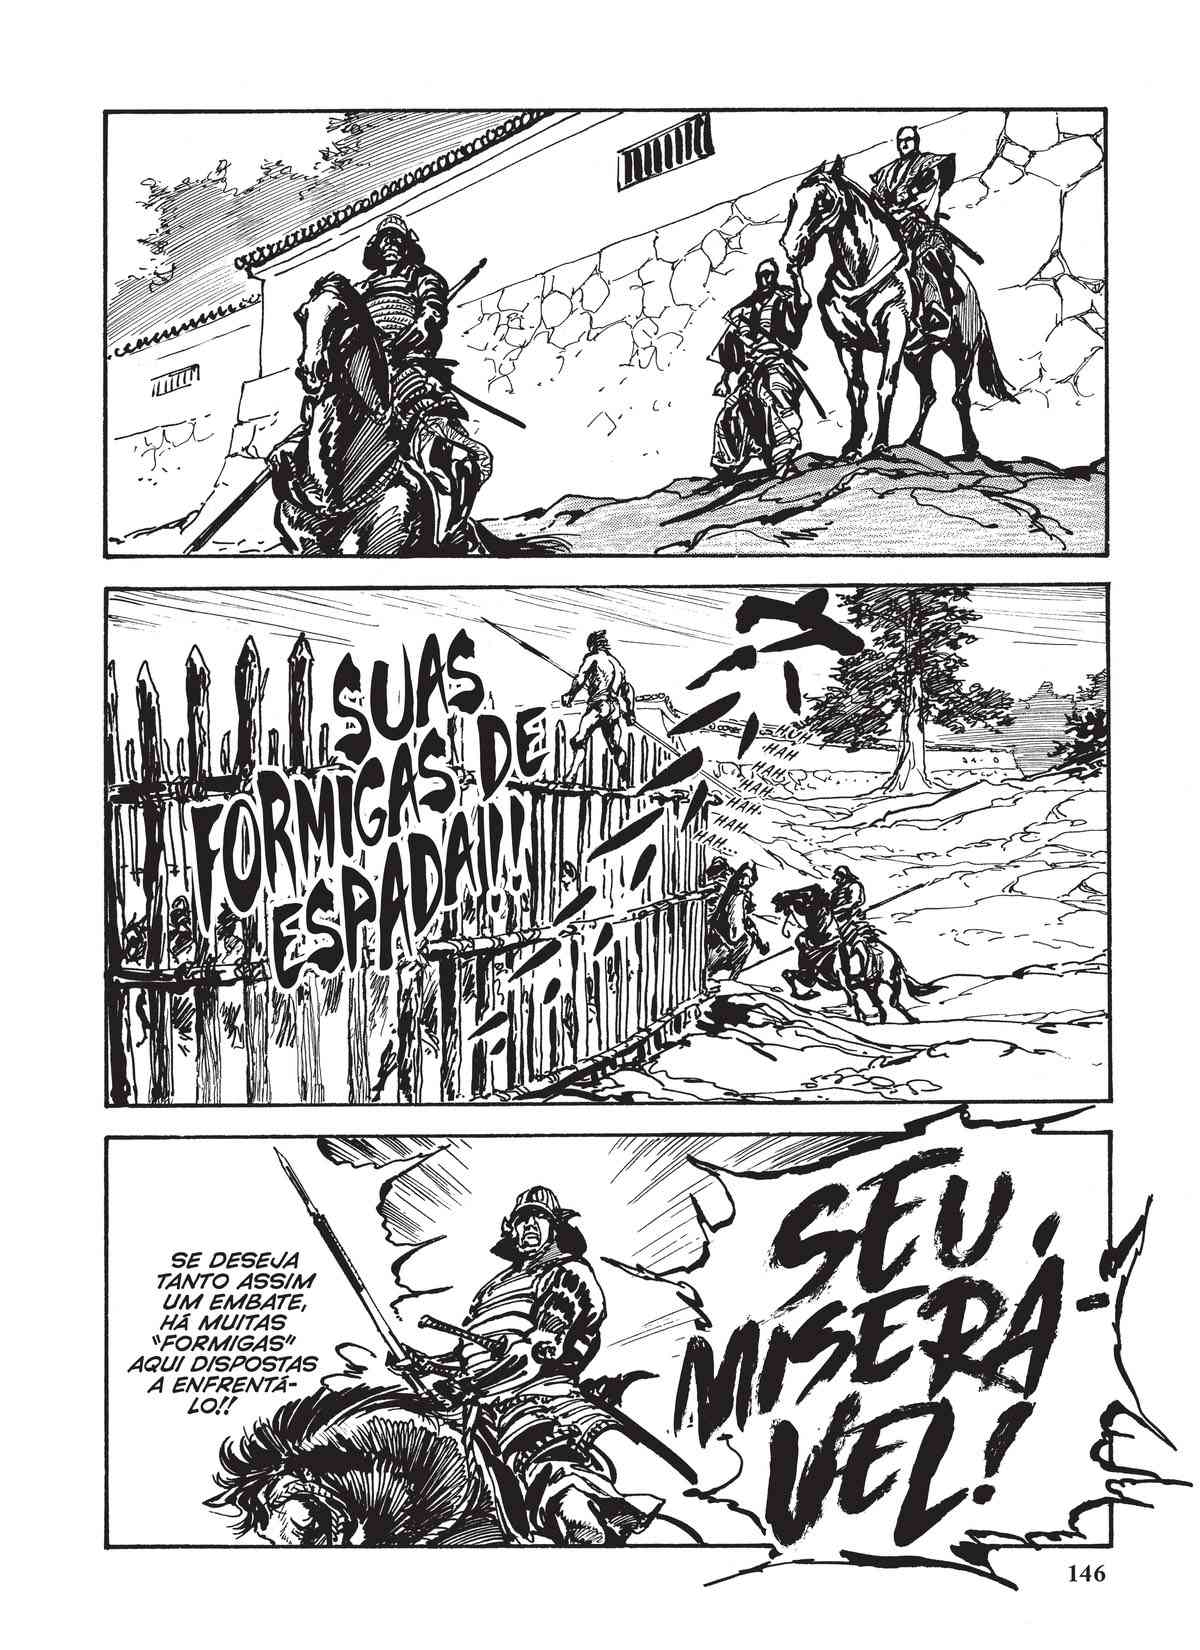 SUAS
FORMIGAS DE
ESPADA!!!
HUH
HAH
HAH
HAH
HAH
HAH...
SE DESEJA
TANTO ASSIM
UM EMBATE,
HÁ MUITAS
“FORMIGAS”
AQUI DISPOSTAS
A ENFRENTÁ-
LO!!
SEU
MISERÁ-
VEL!
146